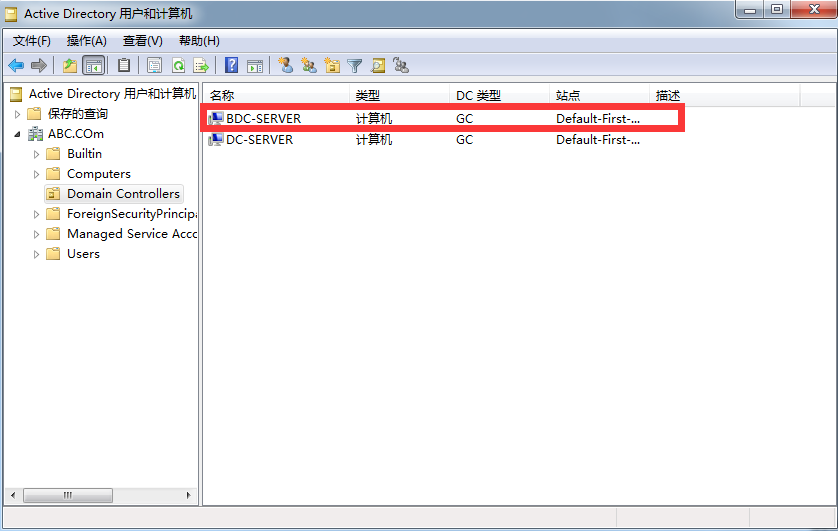 Active Directory 用户和计算机
文件(F) 操作(A) 查看(V) 帮助(H)
Active Directory 用户和计算机
保存的查询
ABC.COm
Builtin
Computers
Domain Controllers
ForeignSecurityPrincipa
Managed Service Acco
Users
名称 类型 DC 类型 站点 描述
BDC-SERVER 计算机 GC Default-First-...
DC-SERVER 计算机 GC Default-First-...